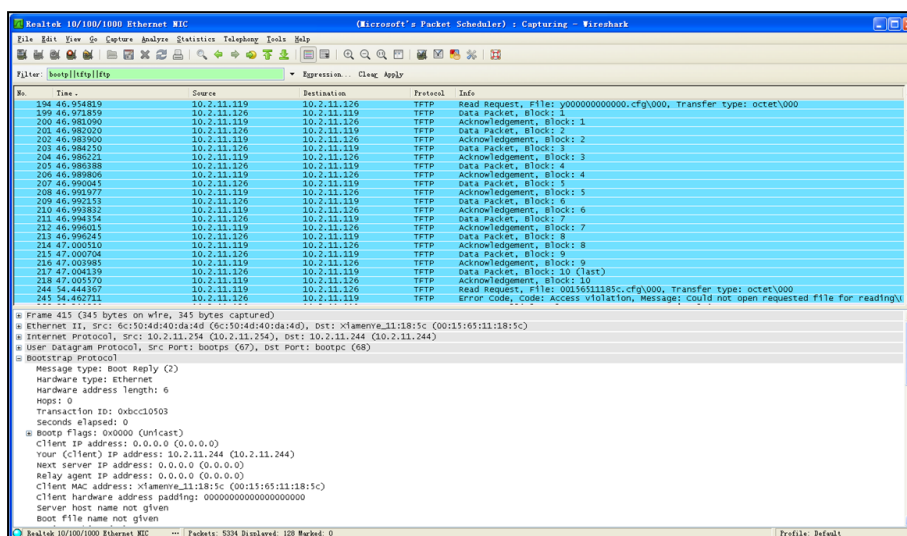 Realtek 10/100/1000 Ethernet NIC (Microsoft's Packet Scheduler) : Capturing - Wireshark
File Edit View Go Capture Analyze Statistics Telephony Tools Help
Filter: bootp||tftp||ftp Expression... Clear Apply
No. Time . Source Destination Protocol Info
194 46.954819 10.2.11.119 10.2.11.126 TFTP Read Request, File: y000000000000.cfg\000, Transfer type: octet\000
199 46.971859 10.2.11.126 10.2.11.119 TFTP Data Packet, Block: 1
200 46.981090 10.2.11.119 10.2.11.126 TFTP Acknowledgement, Block: 1
201 46.982020 10.2.11.126 10.2.11.119 TFTP Data Packet, Block: 2
202 46.983900 10.2.11.119 10.2.11.126 TFTP Acknowledgement, Block: 2
203 46.984250 10.2.11.126 10.2.11.119 TFTP Data Packet, Block: 3
204 46.986221 10.2.11.119 10.2.11.126 TFTP Acknowledgement, Block: 3
205 46.986388 10.2.11.126 10.2.11.119 TFTP Data Packet, Block: 4
206 46.989806 10.2.11.119 10.2.11.126 TFTP Acknowledgement, Block: 4
207 46.990045 10.2.11.126 10.2.11.119 TFTP Data Packet, Block: 5
208 46.991977 10.2.11.119 10.2.11.126 TFTP Acknowledgement, Block: 5
209 46.992153 10.2.11.126 10.2.11.119 TFTP Data Packet, Block: 6
210 46.993832 10.2.11.119 10.2.11.126 TFTP Acknowledgement, Block: 6
211 46.994354 10.2.11.126 10.2.11.119 TFTP Data Packet, Block: 7
212 46.996015 10.2.11.119 10.2.11.126 TFTP Acknowledgement, Block: 7
213 46.996245 10.2.11.126 10.2.11.119 TFTP Data Packet, Block: 8
214 47.000510 10.2.11.119 10.2.11.126 TFTP Acknowledgement, Block: 8
215 47.000704 10.2.11.126 10.2.11.119 TFTP Data Packet, Block: 9
216 47.003985 10.2.11.119 10.2.11.126 TFTP Acknowledgement, Block: 9
217 47.004139 10.2.11.126 10.2.11.119 TFTP Data Packet, Block: 10 (last)
218 47.005570 10.2.11.119 10.2.11.126 TFTP Acknowledgement, Block: 10
244 54.444367 10.2.11.119 10.2.11.126 TFTP Read Request, File: 00156511185c.cfg\000, Transfer type: octet\000
245 54.462711 10.2.11.126 10.2.11.119 TFTP Error Code, Code: Access violation, Message: Could not open requested file for reading\(
Frame 415 (345 bytes on wire, 345 bytes captured)
Ethernet II, Src: 6c:50:4d:40:da:4d (6c:50:4d:40:da:4d), Dst: XiamenYe_11:18:5c (00:15:65:11:18:5c)
Internet Protocol, Src: 10.2.11.254 (10.2.11.254), Dst: 10.2.11.244 (10.2.11.244)
User Datagram Protocol, Src Port: bootps (67), Dst Port: bootpc (68)
Bootstrap Protocol
Message type: Boot Reply (2)
Hardware type: Ethernet
Hardware address length: 6
Hops: 0
Transaction ID: 0xbcc10503
Seconds elapsed: 0
Bootp flags: 0x0000 (Unicast)
Client IP address: 0.0.0.0 (0.0.0.0)
Your (client) IP address: 10.2.11.244 (10.2.11.244)
Next server IP address: 0.0.0.0 (0.0.0.0)
Relay agent IP address: 0.0.0.0 (0.0.0.0)
Client MAC address: XiamenYe_11:18:5c (00:15:65:11:18:5c)
Client hardware address padding: 00000000000000000000
Server host name not given
Boot file name not given
Realtek 10/100/1000 Ethernet NIC ... Packets: 5334 Displayed: 128 Marked: 0 Profile: Default